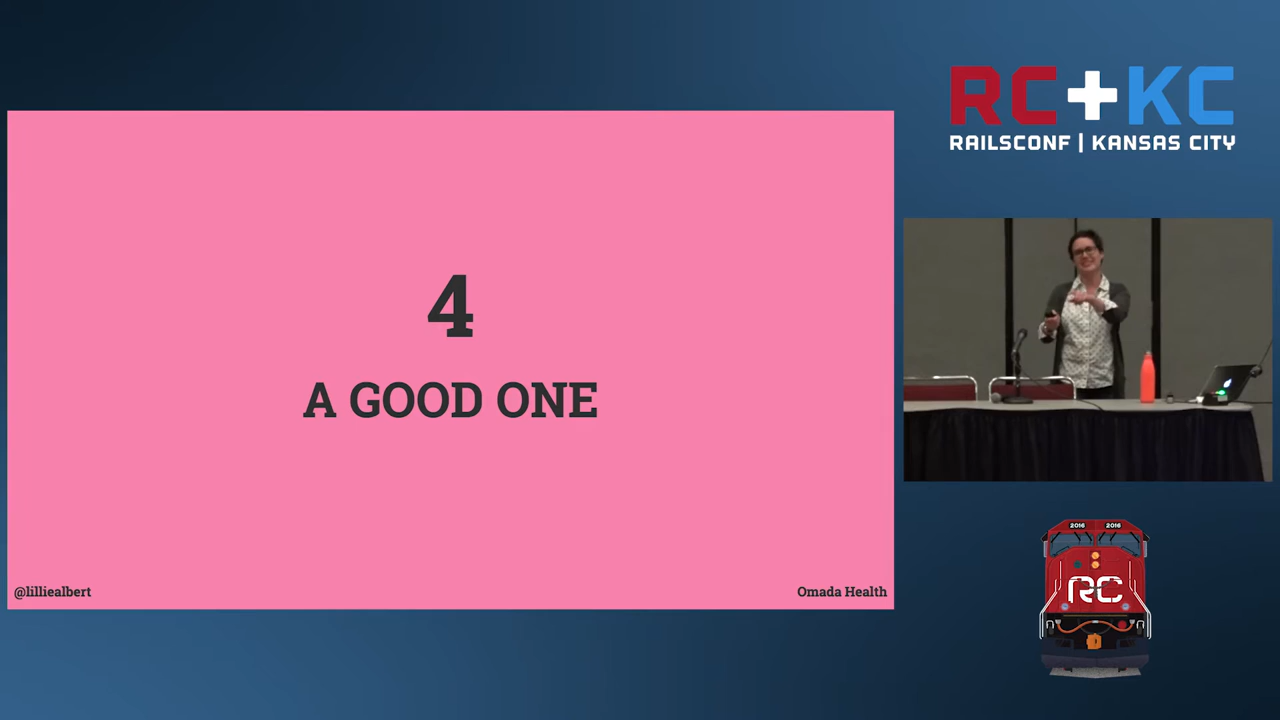 4
A GOOD ONE
@lilliealbert
Omada Health
RC+KC
RAILSCONF | KANSAS CITY
2016
2016
RC